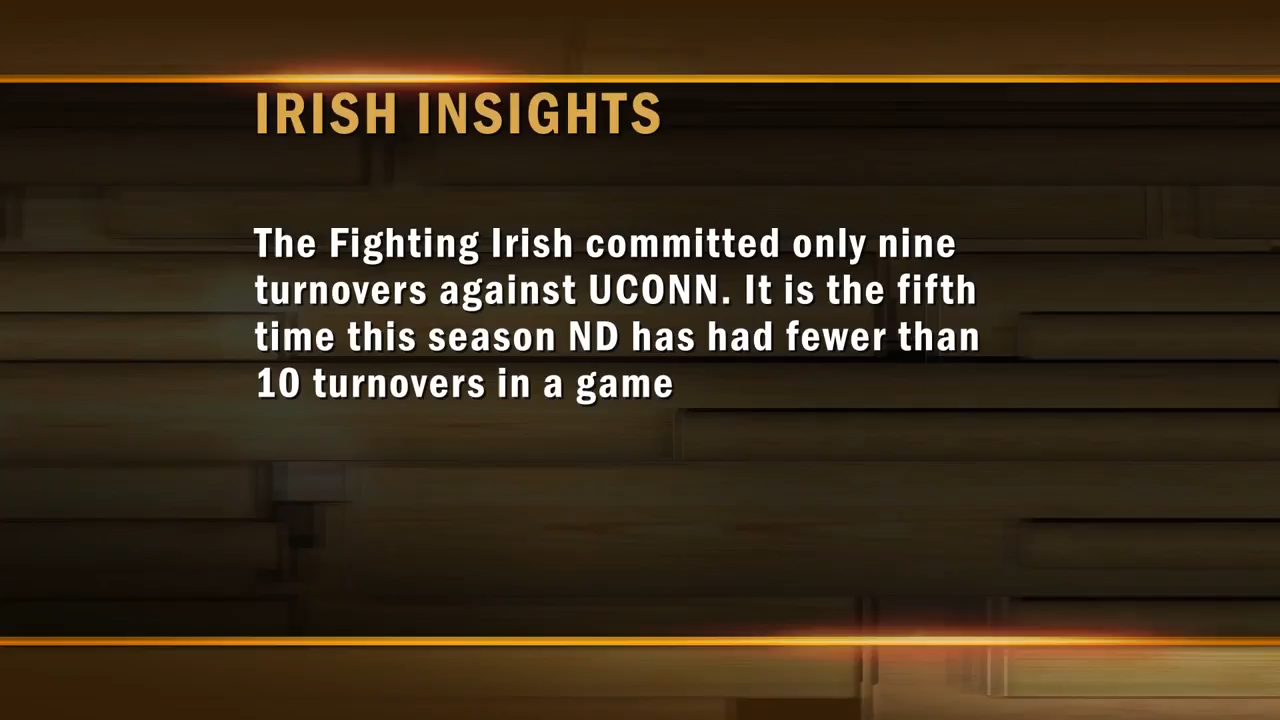 IRISH INSIGHTS
The Fighting Irish committed only nine
turnovers against UCONN. It is the fifth
time this season ND has had fewer than
10 turnovers in a game